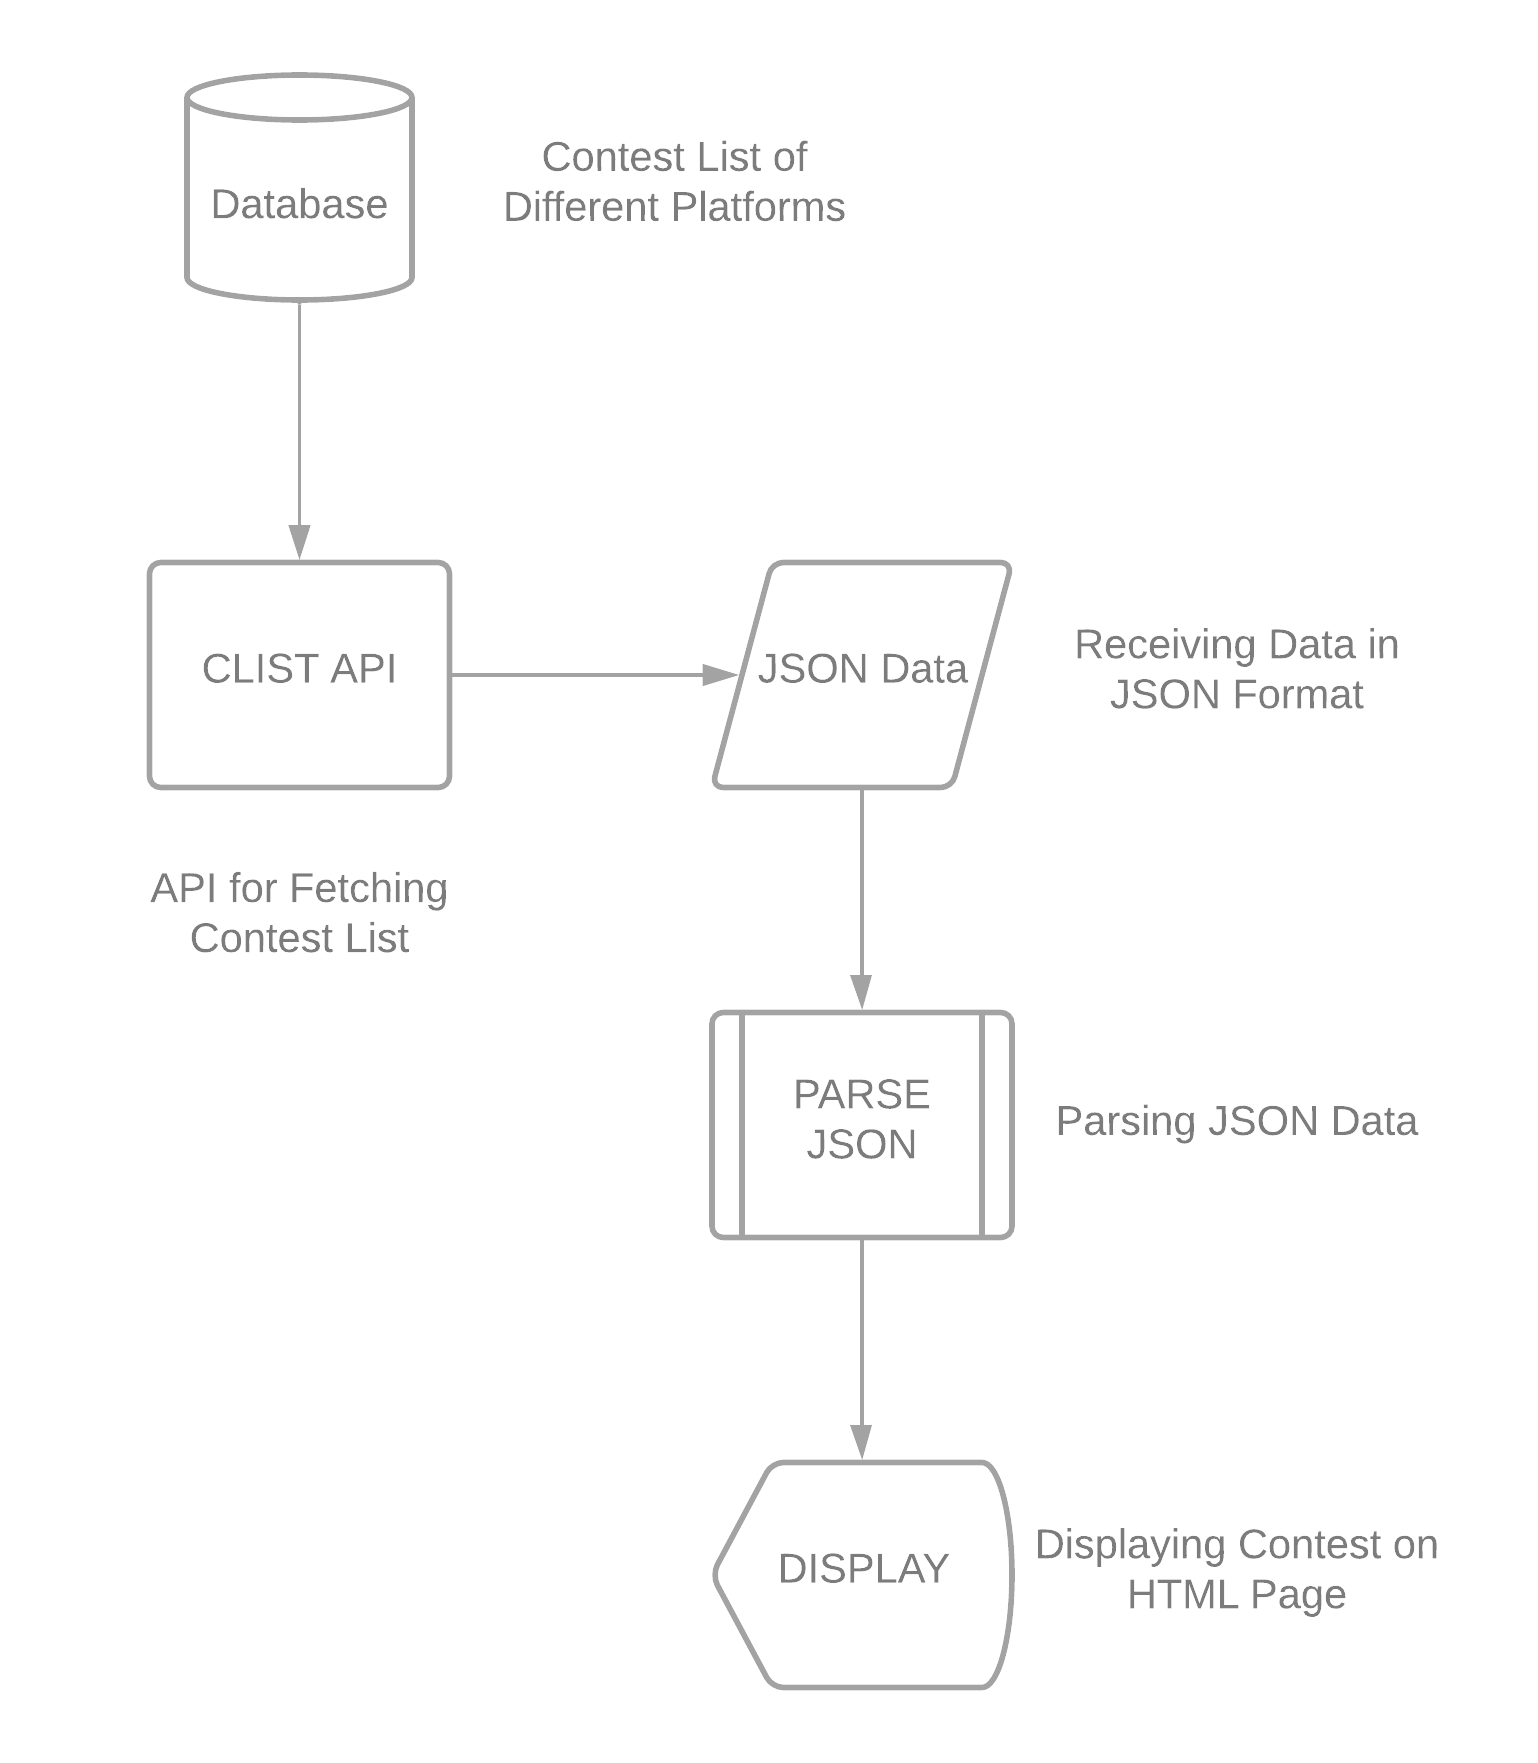 Database
Contest List of
Different Platforms
CLIST API
JSON Data
Receiving Data in
JSON Format
API for Fetching
Contest List
PARSE
JSON
Parsing JSON Data
DISPLAY
Displaying Contest on
HTML Page